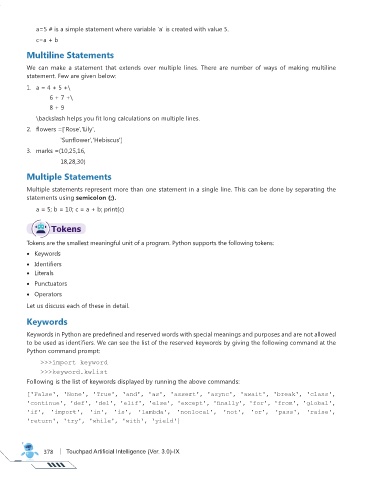 a=5 # is a simple statement where variable 'a' is created with value 5.
c=a + b
Multiline Statements
We can make a statement that extends over multiple lines. There are number of ways of making multiline
statement. Few are given below:
1. a = 4 + 5 +\
6 + 7 +\
8 + 9
\backslash helps you fit long calculations on multiple lines.
2. flowers =['Rose','Lily',
'Sunflower','Hebiscus']
3. marks =(10,25,16,
18,28,30)
Multiple Statements
Multiple statements represent more than one statement in a single line. This can be done by separating the
statements using semicolon (;).
a = 5; b = 10; c = a + b; print(c)
Tokens
Tokens are the smallest meaningful unit of a program. Python supports the following tokens:
• Keywords
• Identifiers
• Literals
• Punctuators
• Operators
Let us discuss each of these in detail.
Keywords
Keywords in Python are predefined and reserved words with special meanings and purposes and are not allowed
to be used as identifiers. We can see the list of the reserved keywords by giving the following command at the
Python command prompt:
>>>import keyword
>>>keyword.kwlist
Following is the list of keywords displayed by running the above commands:
['False', 'None', 'True', 'and', 'as', 'assert', 'async', 'await', 'break', 'class',
'continue', 'def', 'del', 'elif', 'else', 'except', 'finally', 'for', 'from', 'global',
'if', 'import', 'in', 'is', 'lambda', 'nonlocal', 'not', 'or', 'pass', 'raise',
'return', 'try', 'while', 'with', 'yield']
378 | Touchpad Artificial Intelligence (Ver. 3.0)-IX